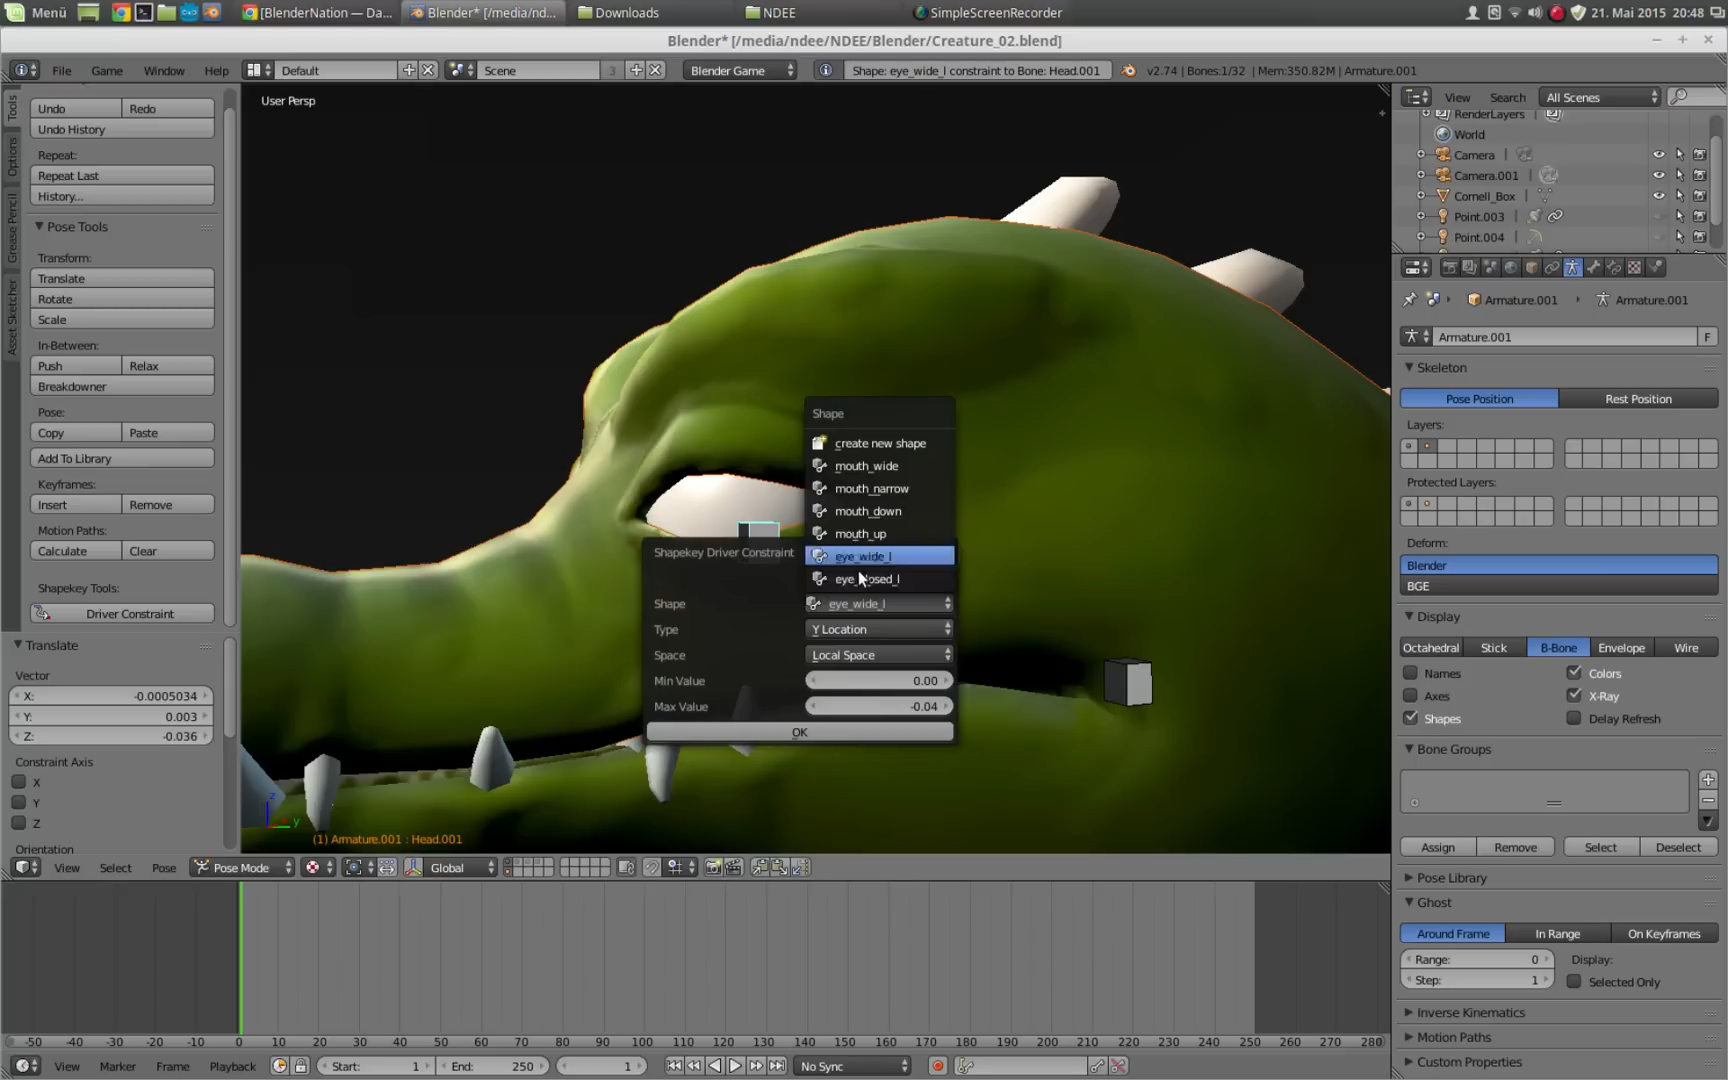 Menü
[BlenderNation — Da...
Blender* [/media/nd...
Downloads
NDEE
SimpleScreenRecorder
21. Mai 2015 20:48
Blender* [/media/ndee/NDEE/Blender/Creature_02.blend]
File Game Window Help
Default
Scene
3
Blender Game
Shape: eye_wide_l constraint to Bone: Head.001
v2.74 | Bones:1/32 | Mem:350.82M | Armature.001
Tools
Options
Grease Pencil
Asset Sketcher
Undo Redo
Undo History
Repeat:
Repeat Last
History...
Pose Tools
Transform:
Translate
Rotate
Scale
In-Between:
Push Relax
Breakdowner
Pose:
Copy Paste
Add To Library
Keyframes:
Insert Remove
Motion Paths:
Calculate Clear
Shapekey Tools:
Driver Constraint
Translate
Vector
X: -0.0005034
Y: 0.003
Z: -0.036
Constraint Axis
X
Y
Z
Orientation
User Persp
Shape
create new shape
mouth_wide
mouth_narrow
mouth_down
mouth_up
eye_wide_l
Shapekey Driver Constraint
Shape eye_wide_l
Type Y Location
Space Local Space
Min Value 0.00
Max Value -0.04
OK
z
y
(1) Armature.001 : Head.001
View Select Pose
Pose Mode
Global
-50 -40 -30 -20 -10 0 10 20 30 40 50 60 70 80 90 100 110 120 130 140 150 160 170 180 190 200 210 220 230 240 250 260 270 280
View Marker Frame Playback
Start: 1
End: 250
1
No Sync
View Search All Scenes
RenderLayers
World
Camera
Camera.001
Cornell_Box
Point.003
Point.004
Armature.001 Armature.001
Armature.001 F
Skeleton
Pose Position Rest Position
Layers:
Protected Layers:
Deform:
Blender
BGE
Display
Octahedral Stick B-Bone Envelope Wire
Names Colors
Axes X-Ray
Shapes Delay Refresh
Bone Groups
Assign Remove Select Deselect
Pose Library
Ghost
Around Frame In Range On Keyframes
Range: 0 Display:
Step: 1 Selected Only
Inverse Kinematics
Motion Paths
Custom Properties